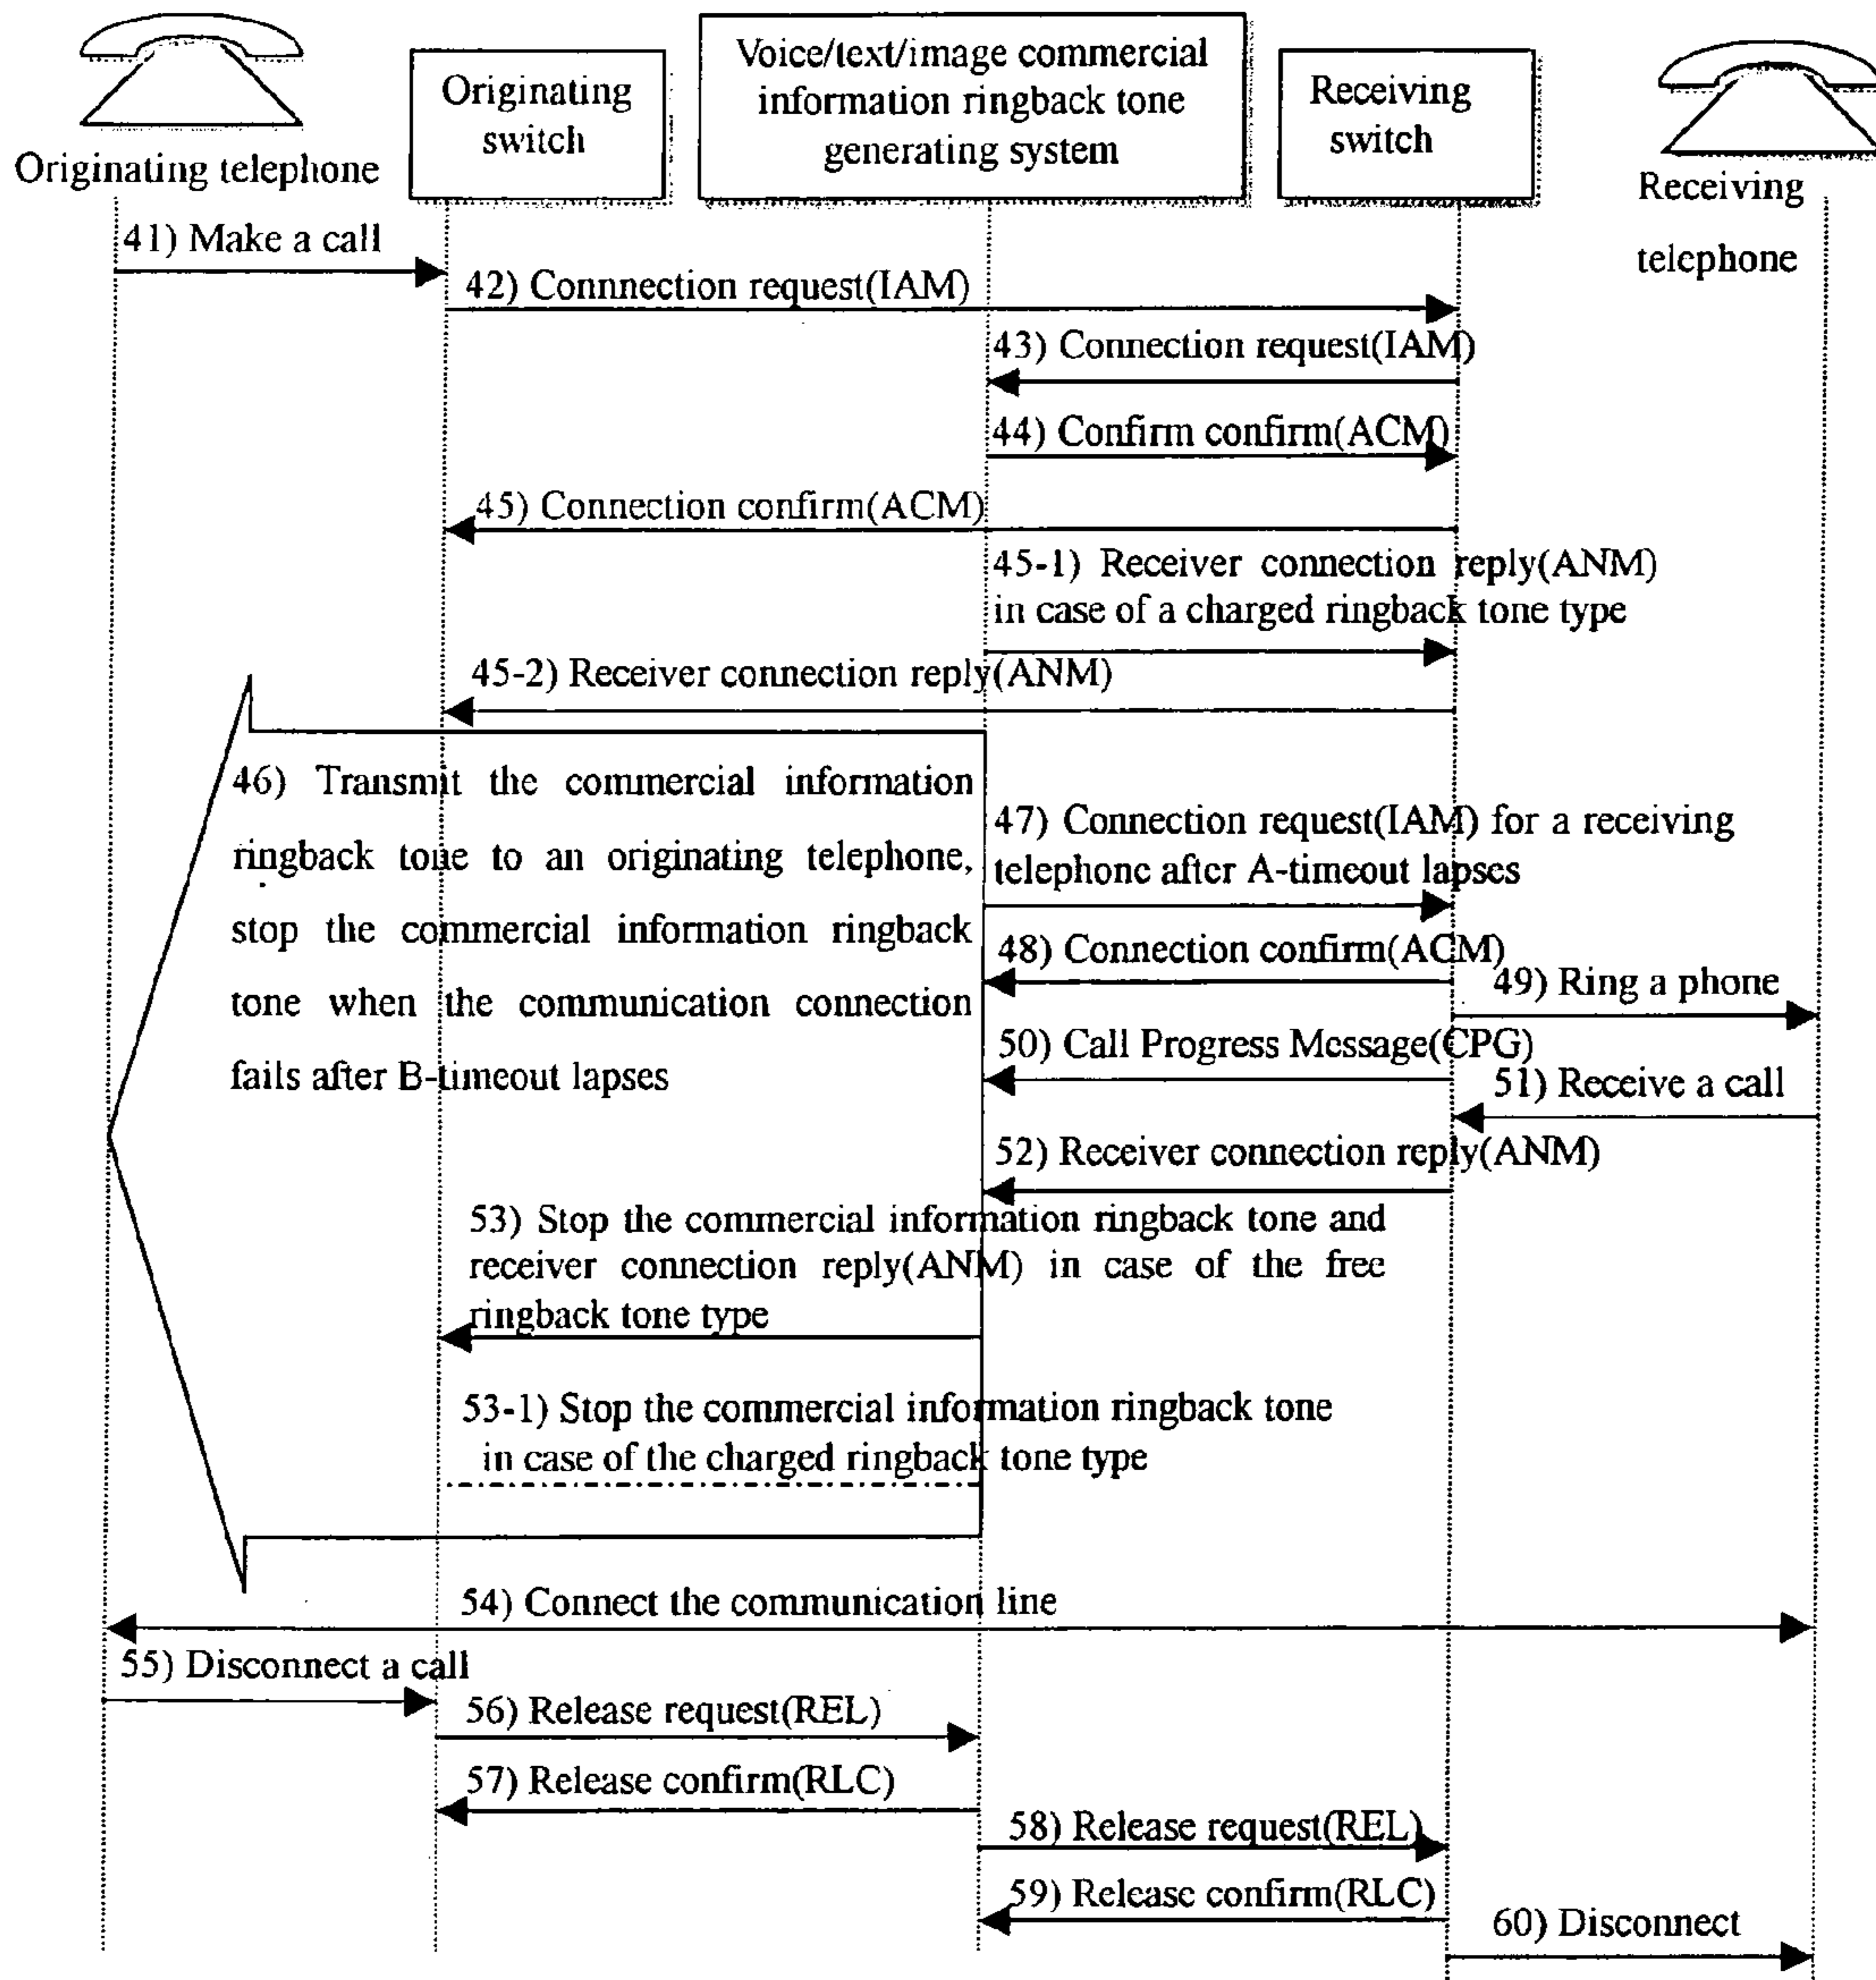 Originating telephone
Originating
switch
Voice/text/image commercial
information ringback tone
generating system
Receiving
switch
Receiving
telephone
41) Make a call
42) Connnection request(IAM)
43) Connection request(IAM)
44) Confirm confirm(ACM)
45) Connection confirm(ACM)
45-1) Receiver connection reply(ANM)
in case of a charged ringback tone type
45-2) Receiver connection reply(ANM)
46) Transmit the commercial information
ringback tone to an originating telephone,
stop the commercial information ringback
tone when the communication connection
fails after B-timeout lapses
47) Connection request(IAM) for a receiving
telephone after A-timeout lapses
48) Connection confirm(ACM)
49) Ring a phone
50) Call Progress Message(CPG)
51) Receive a call
52) Receiver connection reply(ANM)
53) Stop the commercial information ringback tone and
receiver connection reply(ANM) in case of the free
ringback tone type
53-1) Stop the commercial information ringback tone
in case of the charged ringback tone type
54) Connect the communication line
55) Disconnect a call
56) Release request(REL)
57) Release confirm(RLC)
58) Release request(REL)
59) Release confirm(RLC)
60) Disconnect